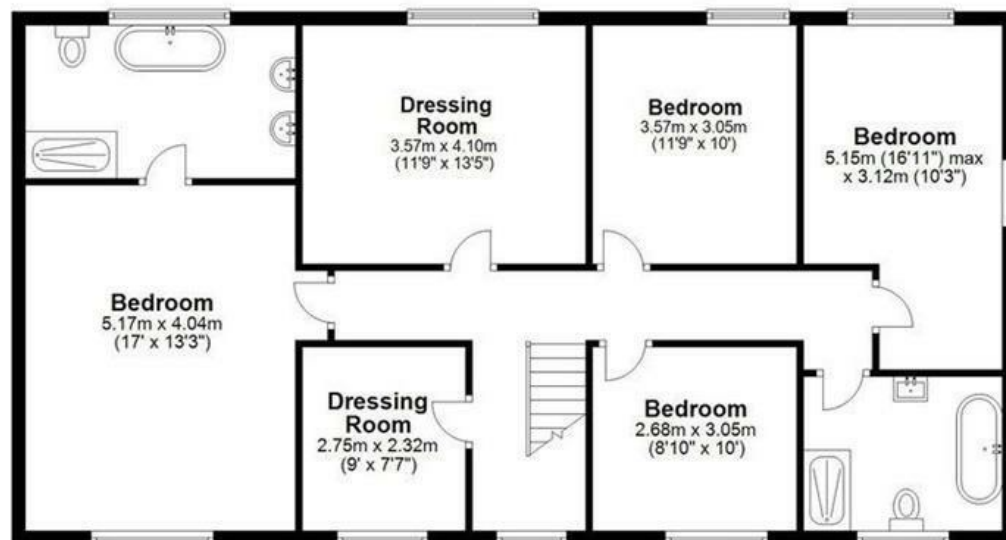 Dressing
Room
3.57m x 4.10m
(11'9" x 13'5")
Bedroom
3.57m x 3.05m
(11'9" x 10')
Bedroom
5.15m (16'11") max
x 3.12m (10'3")
Bedroom
5.17m x 4.04m
(17' x 13'3")
Dressing
Room
2.75m x 2.32m
(9' x 7'7")
Bedroom
2.68m x 3.05m
(8'10" x 10')